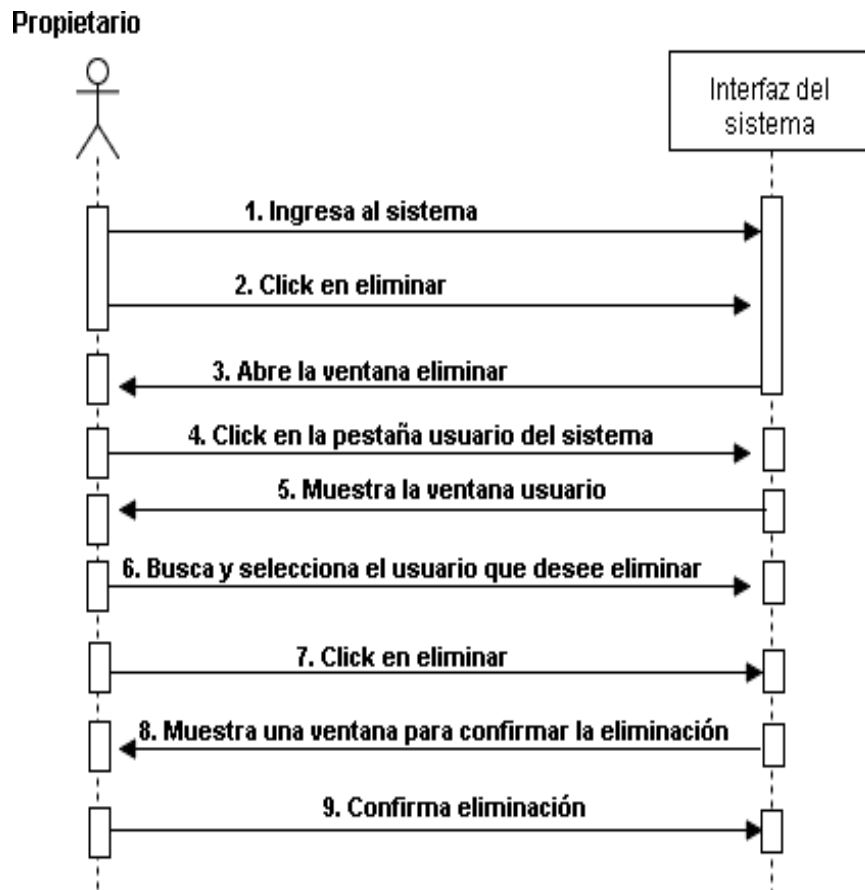 Propietario
Interfaz del
sistema
1. Ingresa al sistema
2. Click en eliminar
3. Abre la ventana eliminar
4. Click en la pestaña usuario del sistema
5. Muestra la ventana usuario
6. Busca y selecciona el usuario que desee eliminar
7. Click en eliminar
8. Muestra una ventana para confirmar la eliminación
9. Confirma eliminación